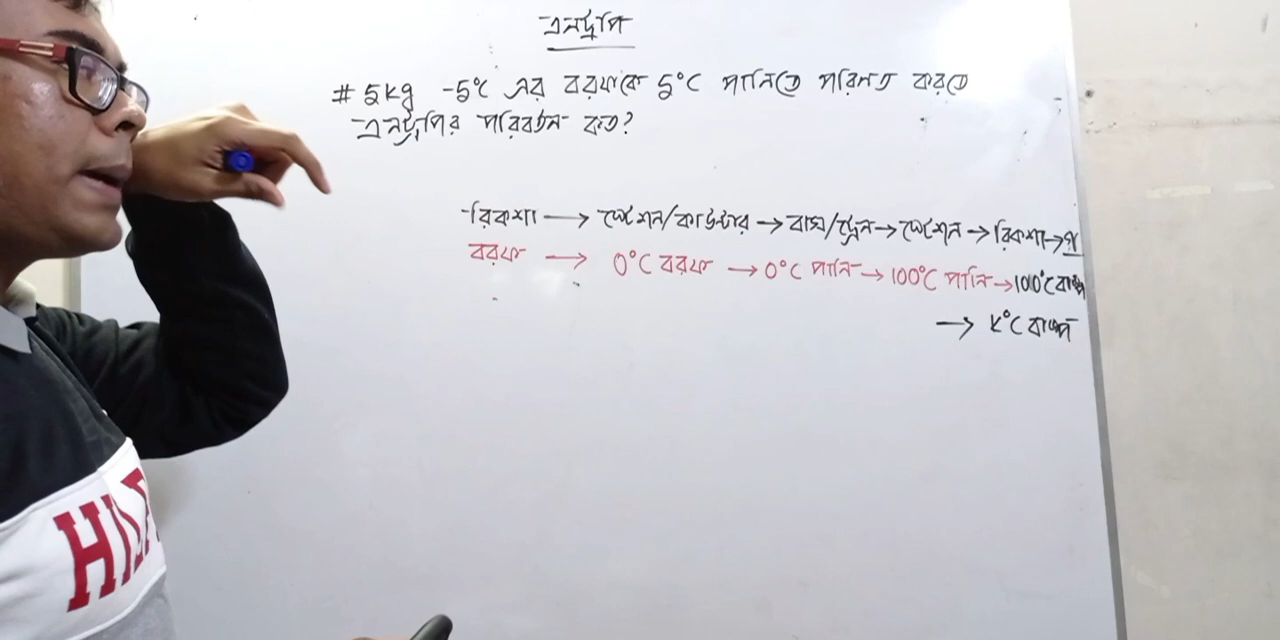 এনট্রপি
# 5kg -5°C এর বরফকে 5°C পানিতে পরিনত করতে
এনট্রপির পরিবর্তন কত?
রিকশা → স্টেশন/কাউন্টার → বাস/ট্রেন → স্টেশন → রিকশা →
বরফ → 0°C বরফ → 0°C পানি → 100°C পানি → 100°C বাষ্প
→ x°C বাষ্প